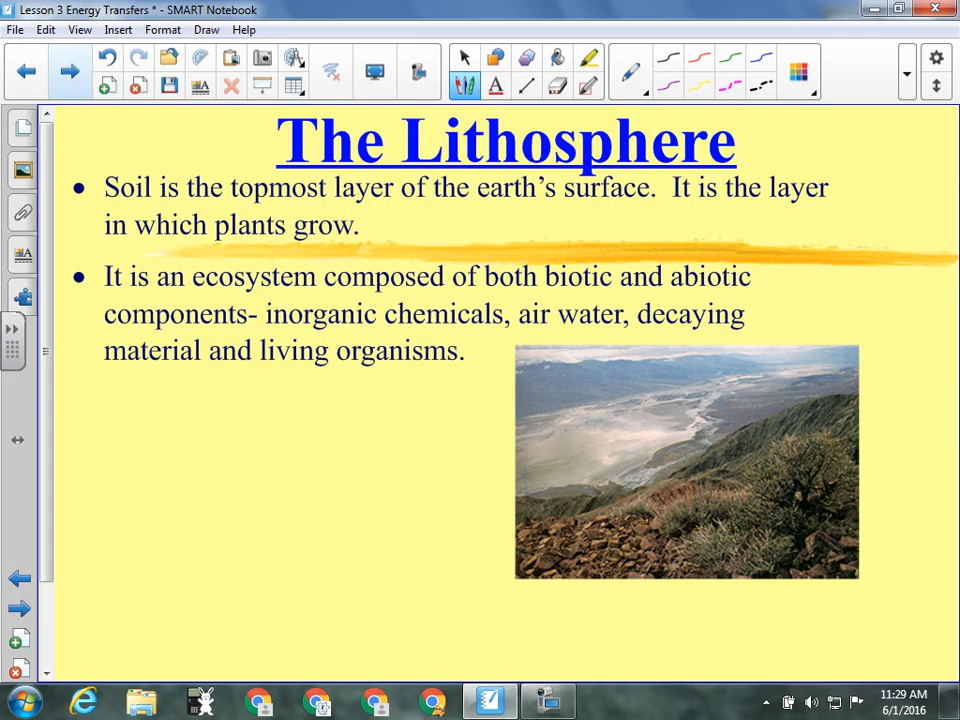 Lesson 3 Energy Transfers * - SMART Notebook
File Edit View Insert Format Draw Help
The Lithosphere
• Soil is the topmost layer of the earth’s surface. It is the layer
in which plants grow.
• It is an ecosystem composed of both biotic and abiotic
components- inorganic chemicals, air water, decaying
material and living organisms.
11:29 AM
6/1/2016